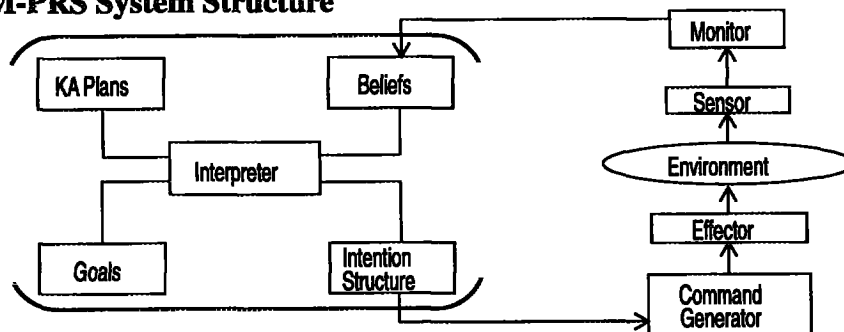 M-PRS System Structure
Monitor
KA Plans
Beliefs
Sensor
Interpreter
Environment
Effector
Goals
Intention
Structure
Command
Generator